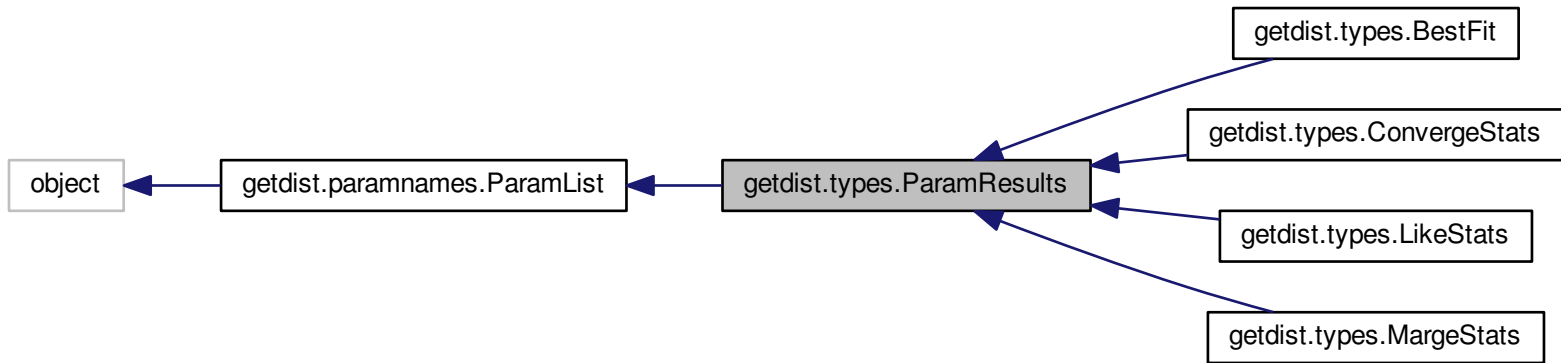 object
getdist.paramnames.ParamList
getdist.types.ParamResults
getdist.types.BestFit
getdist.types.ConvergeStats
getdist.types.LikeStats
getdist.types.MargeStats